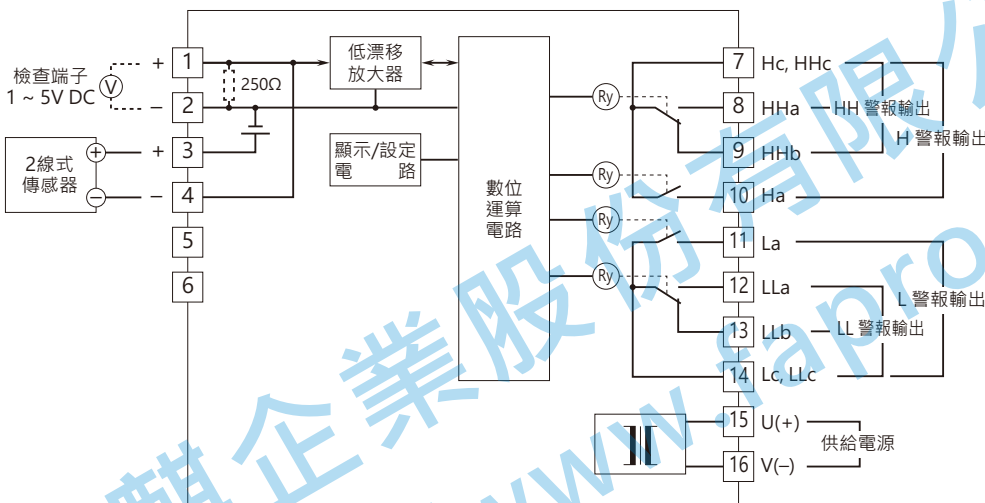 檢查端子
1 ~ 5V DC
V
+
−
1
2
3
4
5
6
250Ω
2線式
傳感器
+
−
+
−
低漂移
放大器
顯示/設定
電 路
數位
運算
電路
Ry
Ry
Ry
Ry
7 Hc, HHc
8 HHa
9 HHb
10 Ha
11 La
12 LLa
13 LLb
14 Lc, LLc
15 U(+)
16 V(−)
HH 警報輸出
H 警報輸出
L 警報輸出
LL 警報輸出
供給電源
麒企業股份有限公
www.fapro